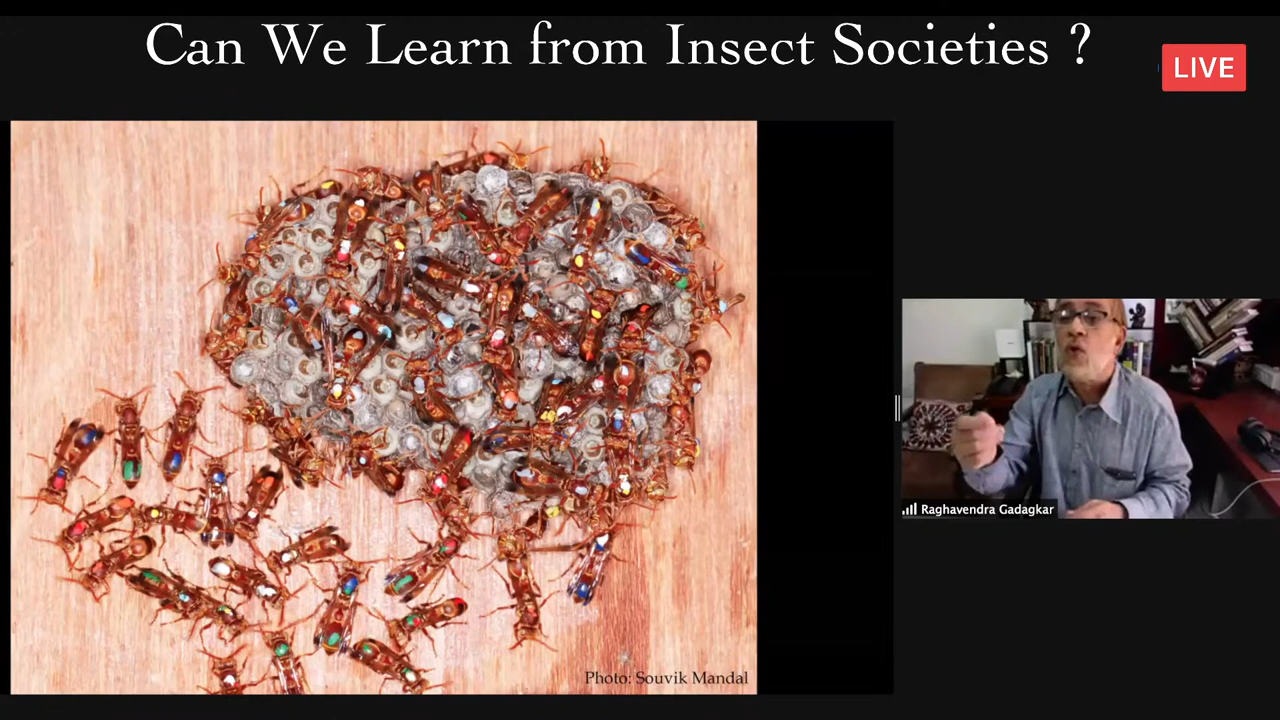 Can We Learn from Insect Societies ?
LIVE
Raghavendra Gadagkar
Photo: Souvik Mandal